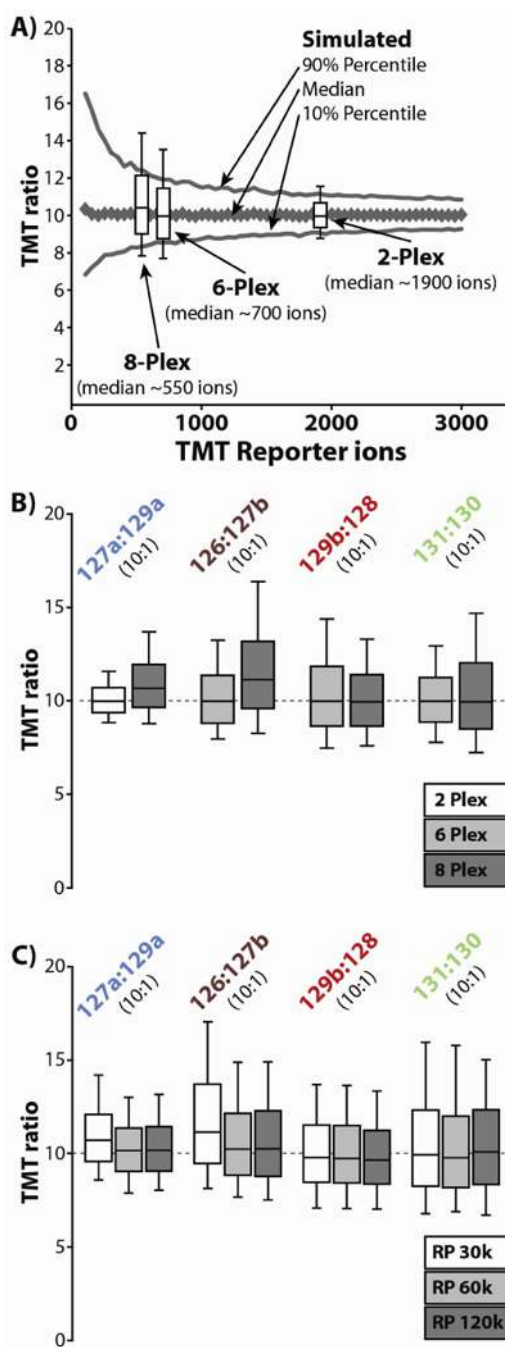 A)
20
18
16
14
12
10
8
6
4
2
TMT ratio
Simulated
90% Percentile
Median
10% Percentile
2-Plex
(median ~1900 ions)
6-Plex
(median ~700 ions)
8-Plex
(median ~550 ions)
0
1000
2000
3000
TMT Reporter ions
B)
127a:129a
(10:1)
126:127b
(10:1)
129b:128
(10:1)
131:130
(10:1)
20
15
10
5
0
TMT ratio
2 Plex
6 Plex
8 Plex
C)
127a:129a
(10:1)
126:127b
(10:1)
129b:128
(10:1)
131:130
(10:1)
20
15
10
5
0
TMT ratio
RP 30k
RP 60k
RP 120k